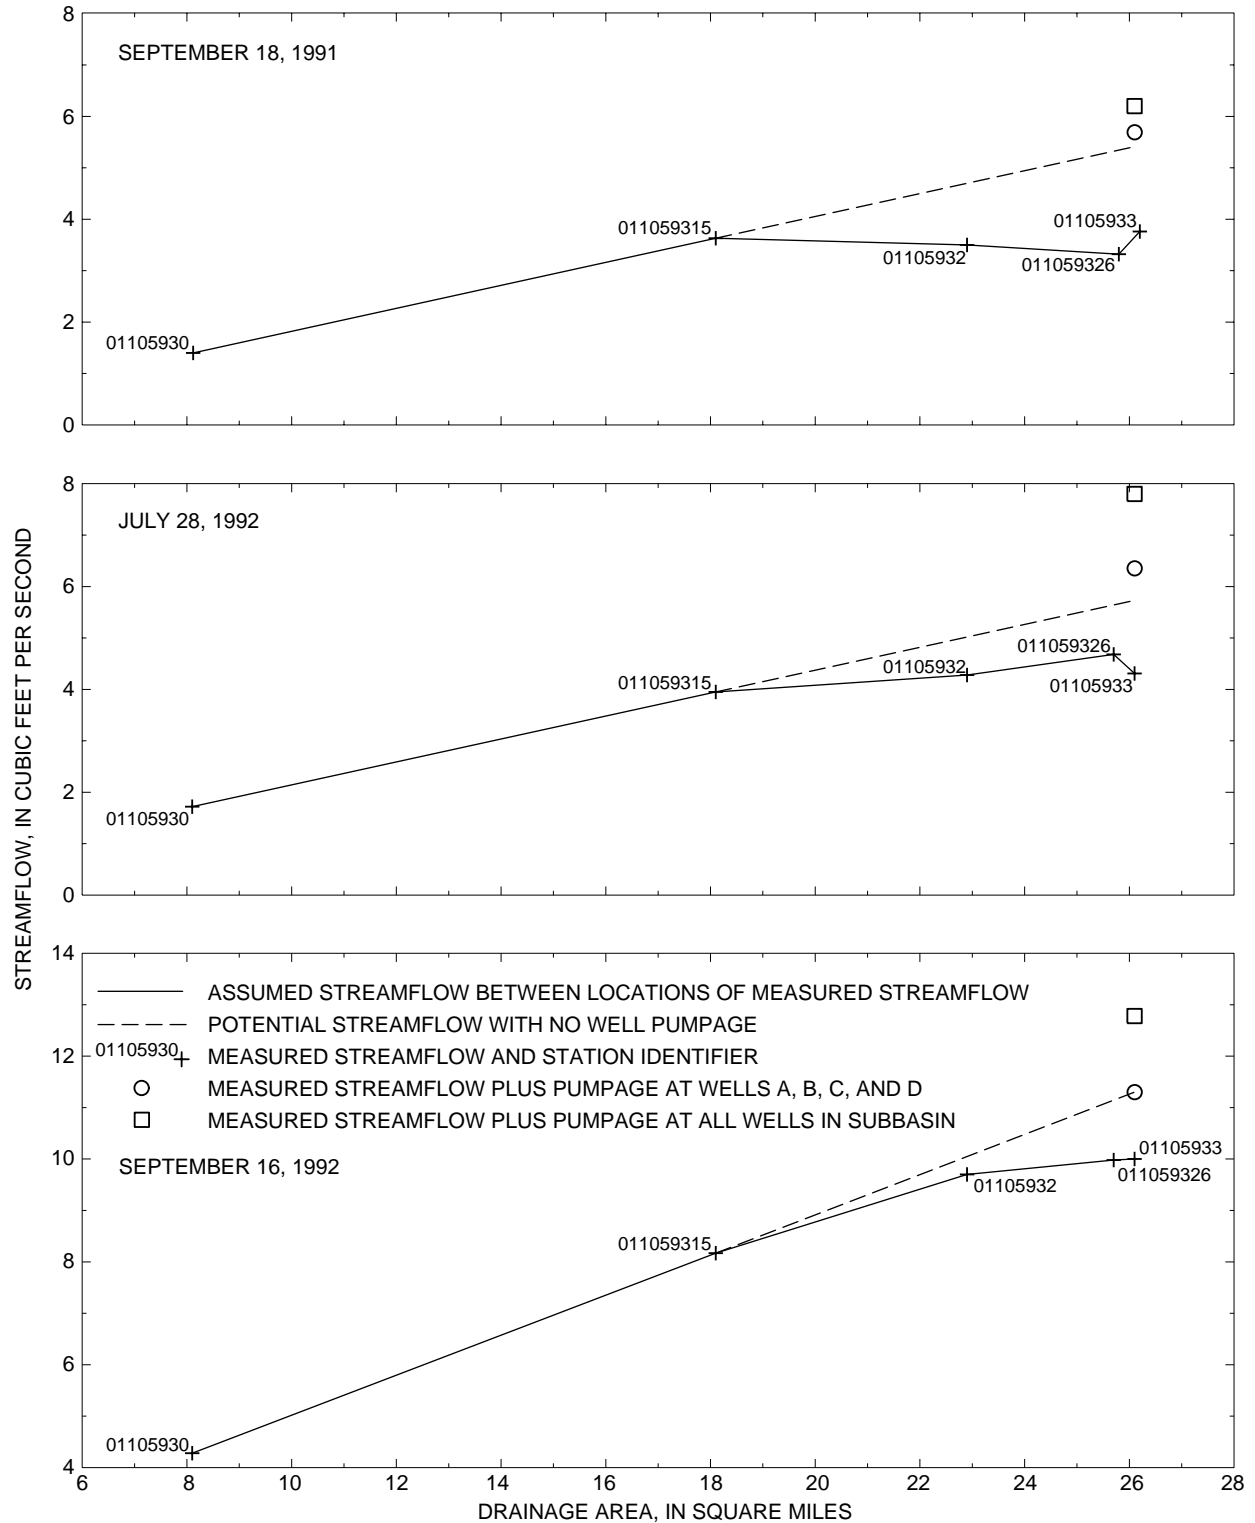 8
SEPTEMBER 18, 1991
6
011059315
01105933
4
01105932
011059326
2
01105930
0
8
JULY 28, 1992
6
011059326
01105932
011059315
01105933
4
2
01105930
0
STREAMFLOW, IN CUBIC FEET PER SECOND
14
ASSUMED STREAMFLOW BETWEEN LOCATIONS OF MEASURED STREAMFLOW
POTENTIAL STREAMFLOW WITH NO WELL PUMPAGE
12
01105930 MEASURED STREAMFLOW AND STATION IDENTIFIER
MEASURED STREAMFLOW PLUS PUMPAGE AT WELLS A, B, C, AND D
MEASURED STREAMFLOW PLUS PUMPAGE AT ALL WELLS IN SUBBASIN
10
SEPTEMBER 16, 1992
01105933
011059326
01105932
011059315
8
6
01105930
4
6 8 10 12 14 16 18 20 22 24 26 28
DRAINAGE AREA, IN SQUARE MILES